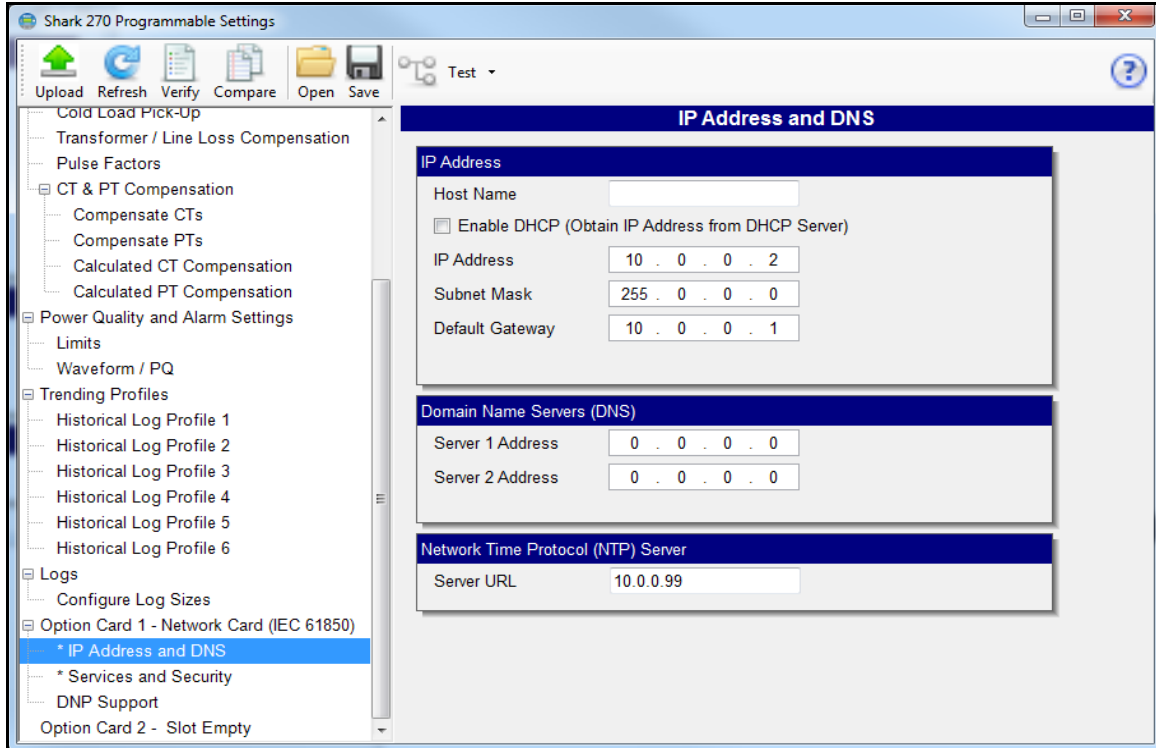 Shark 270 Programmable Settings
Upload Refresh Verify Compare Open Save Test
Cold Load Pick-Up
Transformer / Line Loss Compensation
Pulse Factors
CT & PT Compensation
Compensate CTs
Compensate PTs
Calculated CT Compensation
Calculated PT Compensation
Power Quality and Alarm Settings
Limits
Waveform / PQ
Trending Profiles
Historical Log Profile 1
Historical Log Profile 2
Historical Log Profile 3
Historical Log Profile 4
Historical Log Profile 5
Historical Log Profile 6
Logs
Configure Log Sizes
Option Card 1 - Network Card (IEC 61850)
* IP Address and DNS
* Services and Security
DNP Support
Option Card 2 - Slot Empty
IP Address and DNS
IP Address
Host Name
Enable DHCP (Obtain IP Address from DHCP Server)
IP Address 10 . 0 . 0 . 2
Subnet Mask 255 . 0 . 0 . 0
Default Gateway 10 . 0 . 0 . 1
Domain Name Servers (DNS)
Server 1 Address 0 . 0 . 0 . 0
Server 2 Address 0 . 0 . 0 . 0
Network Time Protocol (NTP) Server
Server URL 10.0.0.99